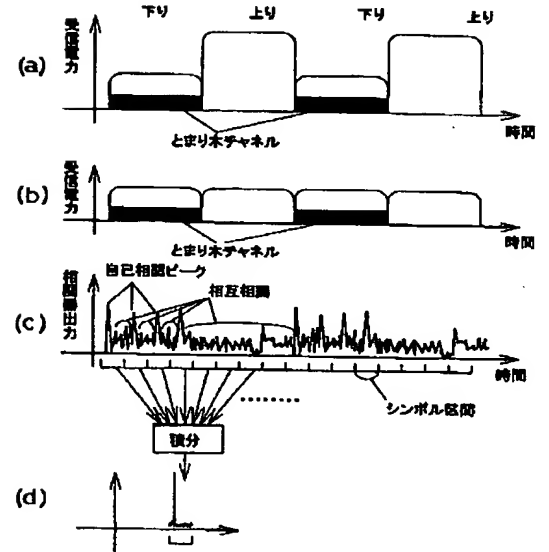 下り 上り 下り 上り
(a)
受信電力
とまり木チャネル
時間
(b)
受信電力
とまり木チャネル
時間
自己相関ピーク
相互相関
(c)
相関器出力
時間
シンボル区間
積分
(d)